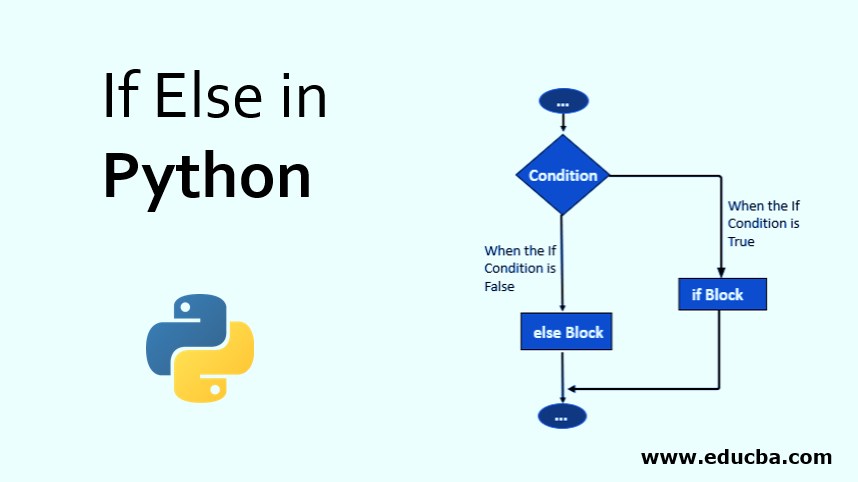 If Else in
Python
...
Condition
When the If
Condition is
True
When the If
Condition is
False
if Block
else Block
...
www.educba.com